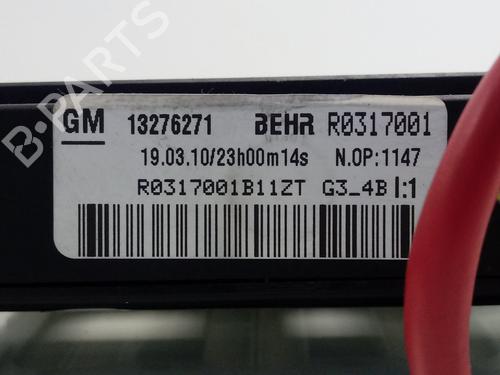 B-PARTS
GM 13276271 BEHR R0317001
19.03.10/23h00m14s N.OP:1147
R0317001B11ZT G3_4B I:1